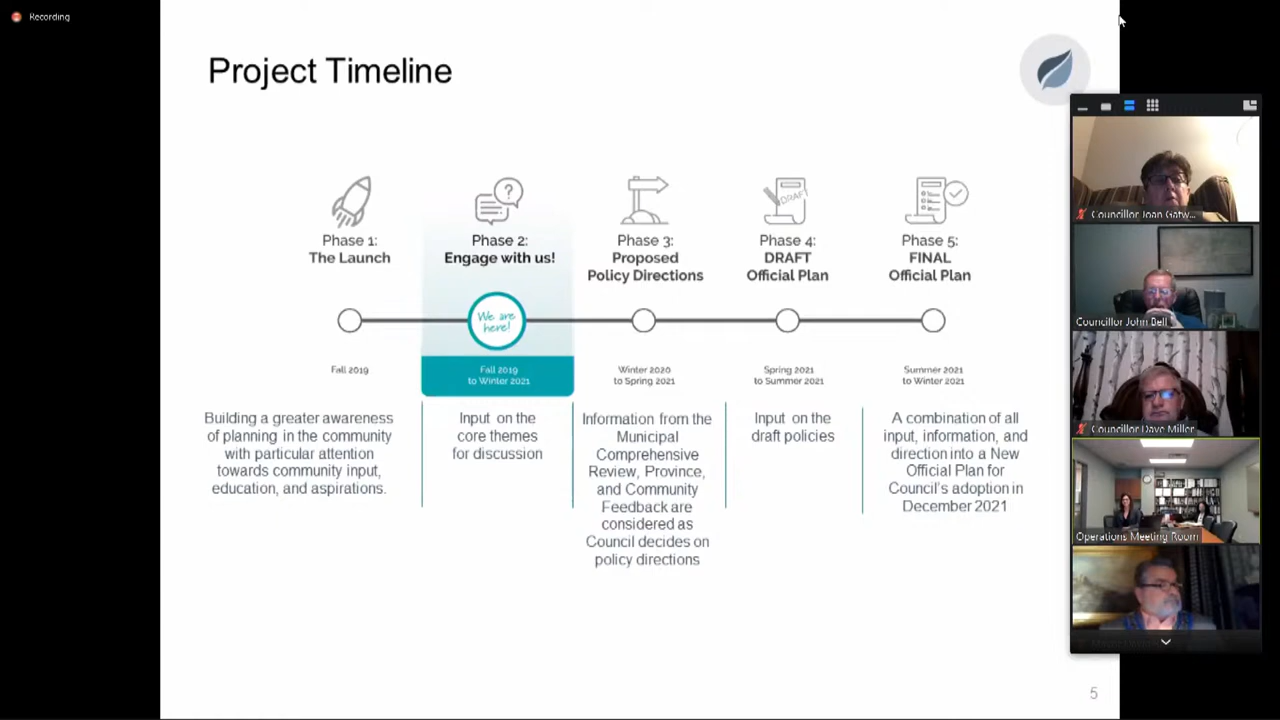 Recording
Project Timeline
DRAFT
Phase 1:
The Launch
Phase 2:
Engage with us!
Phase 3:
Proposed
Policy Directions
Phase 4:
DRAFT
Official Plan
Phase 5:
FINAL
Official Plan
We are
here!
Fall 2019
Fall 2019
to Winter 2021
Winter 2020
to Spring 2021
Spring 2021
to Summer 2021
Summer 2021
to Winter 2021
Building a greater awareness
of planning in the community
with particular attention
towards community input,
education, and aspirations.
Input on the
core themes
for discussion
Information from the
Municipal
Comprehensive
Review, Province,
and Community
Feedback are
considered as
Council decides on
policy directions
Input on the
draft policies
A combination of all
input, information, and
direction into a New
Official Plan for
Council's adoption in
December 2021
Councillor Joan Gatw...
Councillor John Bell
Councillor Dave Miller
Operations Meeting Room
5